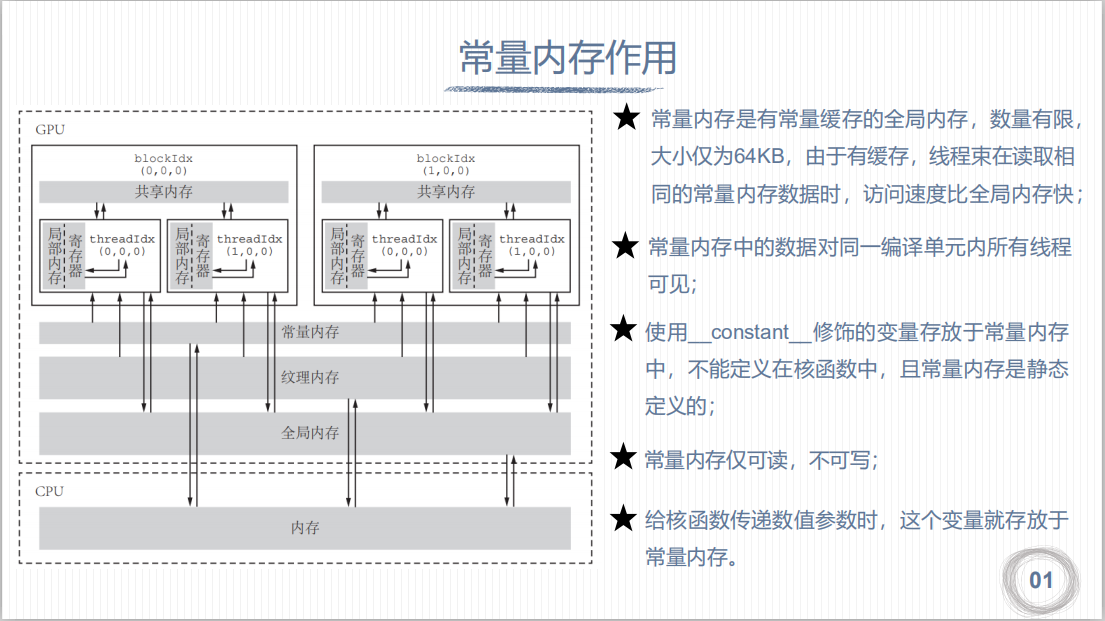 常量内存作用
GPU
blockIdx
(0,0,0)
共享内存
局部内存
寄存器
threadIdx
(0,0,0)
局部内存
寄存器
threadIdx
(1,0,0)
blockIdx
(1,0,0)
共享内存
局部内存
寄存器
threadIdx
(0,0,0)
局部内存
寄存器
threadIdx
(1,0,0)
常量内存
纹理内存
全局内存
CPU
内存
★ 常量内存是有常量缓存的全局内存，数量有限，
大小仅为64KB，由于有缓存，线程束在读取相
同的常量内存数据时，访问速度比全局内存快；
★ 常量内存中的数据对同一编译单元内所有线程
可见；
★ 使用__constant__修饰的变量存放于常量内存
中，不能定义在核函数中，且常量内存是静态
定义的；
★ 常量内存仅可读，不可写；
★ 给核函数传递数值参数时，这个变量就存放于
常量内存。
01